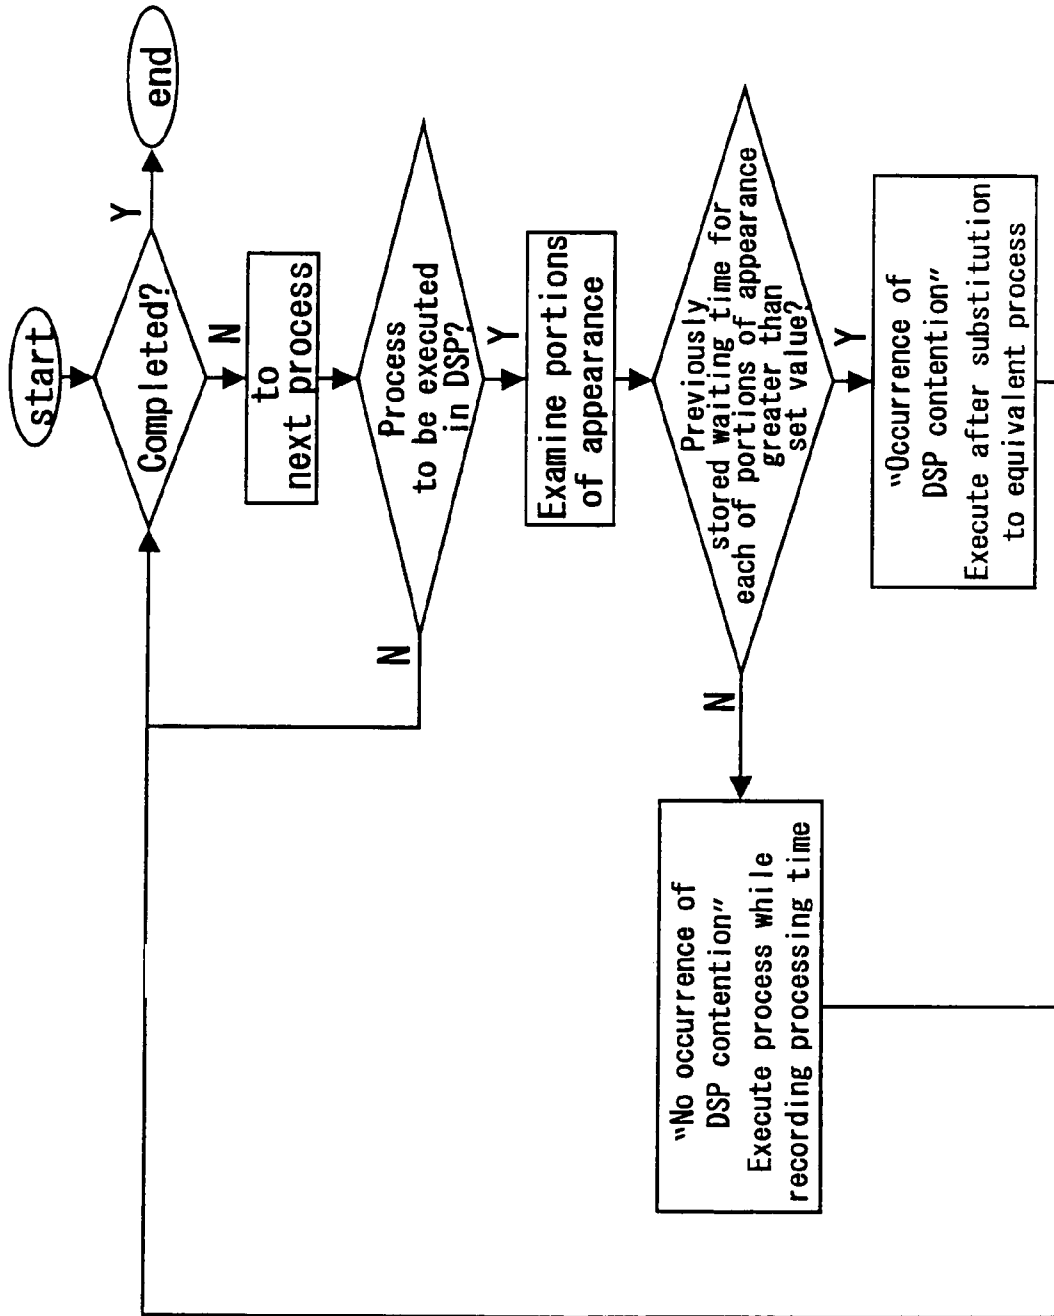 start
Completed?
Y
end
N
to
next process
Process
to be executed
in DSP?
N
Y
Examine portions
of appearance
Previously
stored waiting time for
each of portions of appearance
greater than
set value?
N
Y
"No occurrence of
DSP contention"
Execute process while
recording processing time
"Occurrence of
DSP contention"
Execute after substitution
to equivalent process